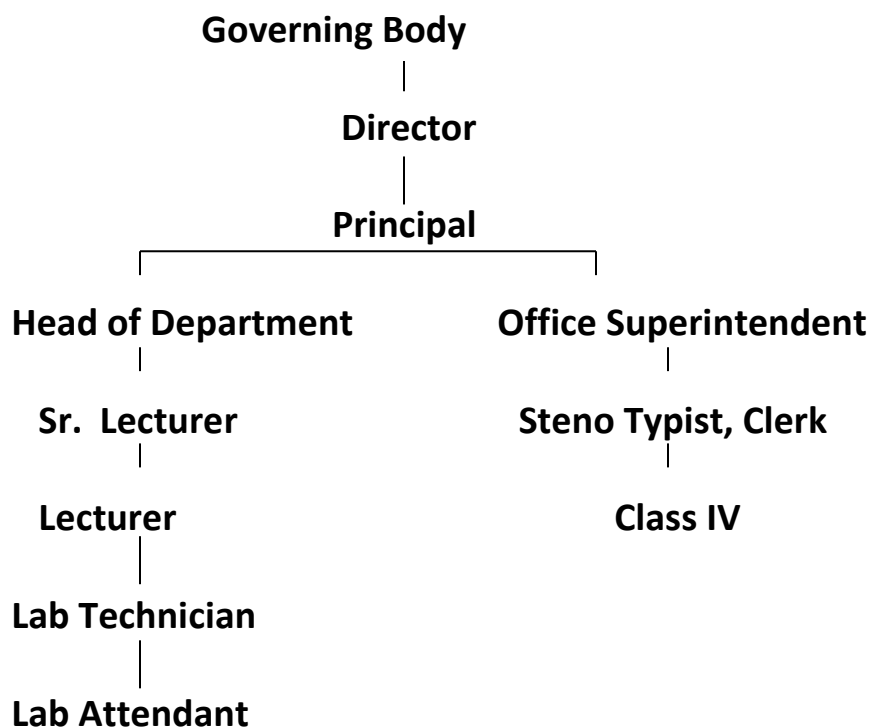 Governing Body
Director
Principal
Head of Department
Office Superintendent
Sr. Lecturer
Steno Typist, Clerk
Lecturer
Class IV
Lab Technician
Lab Attendant